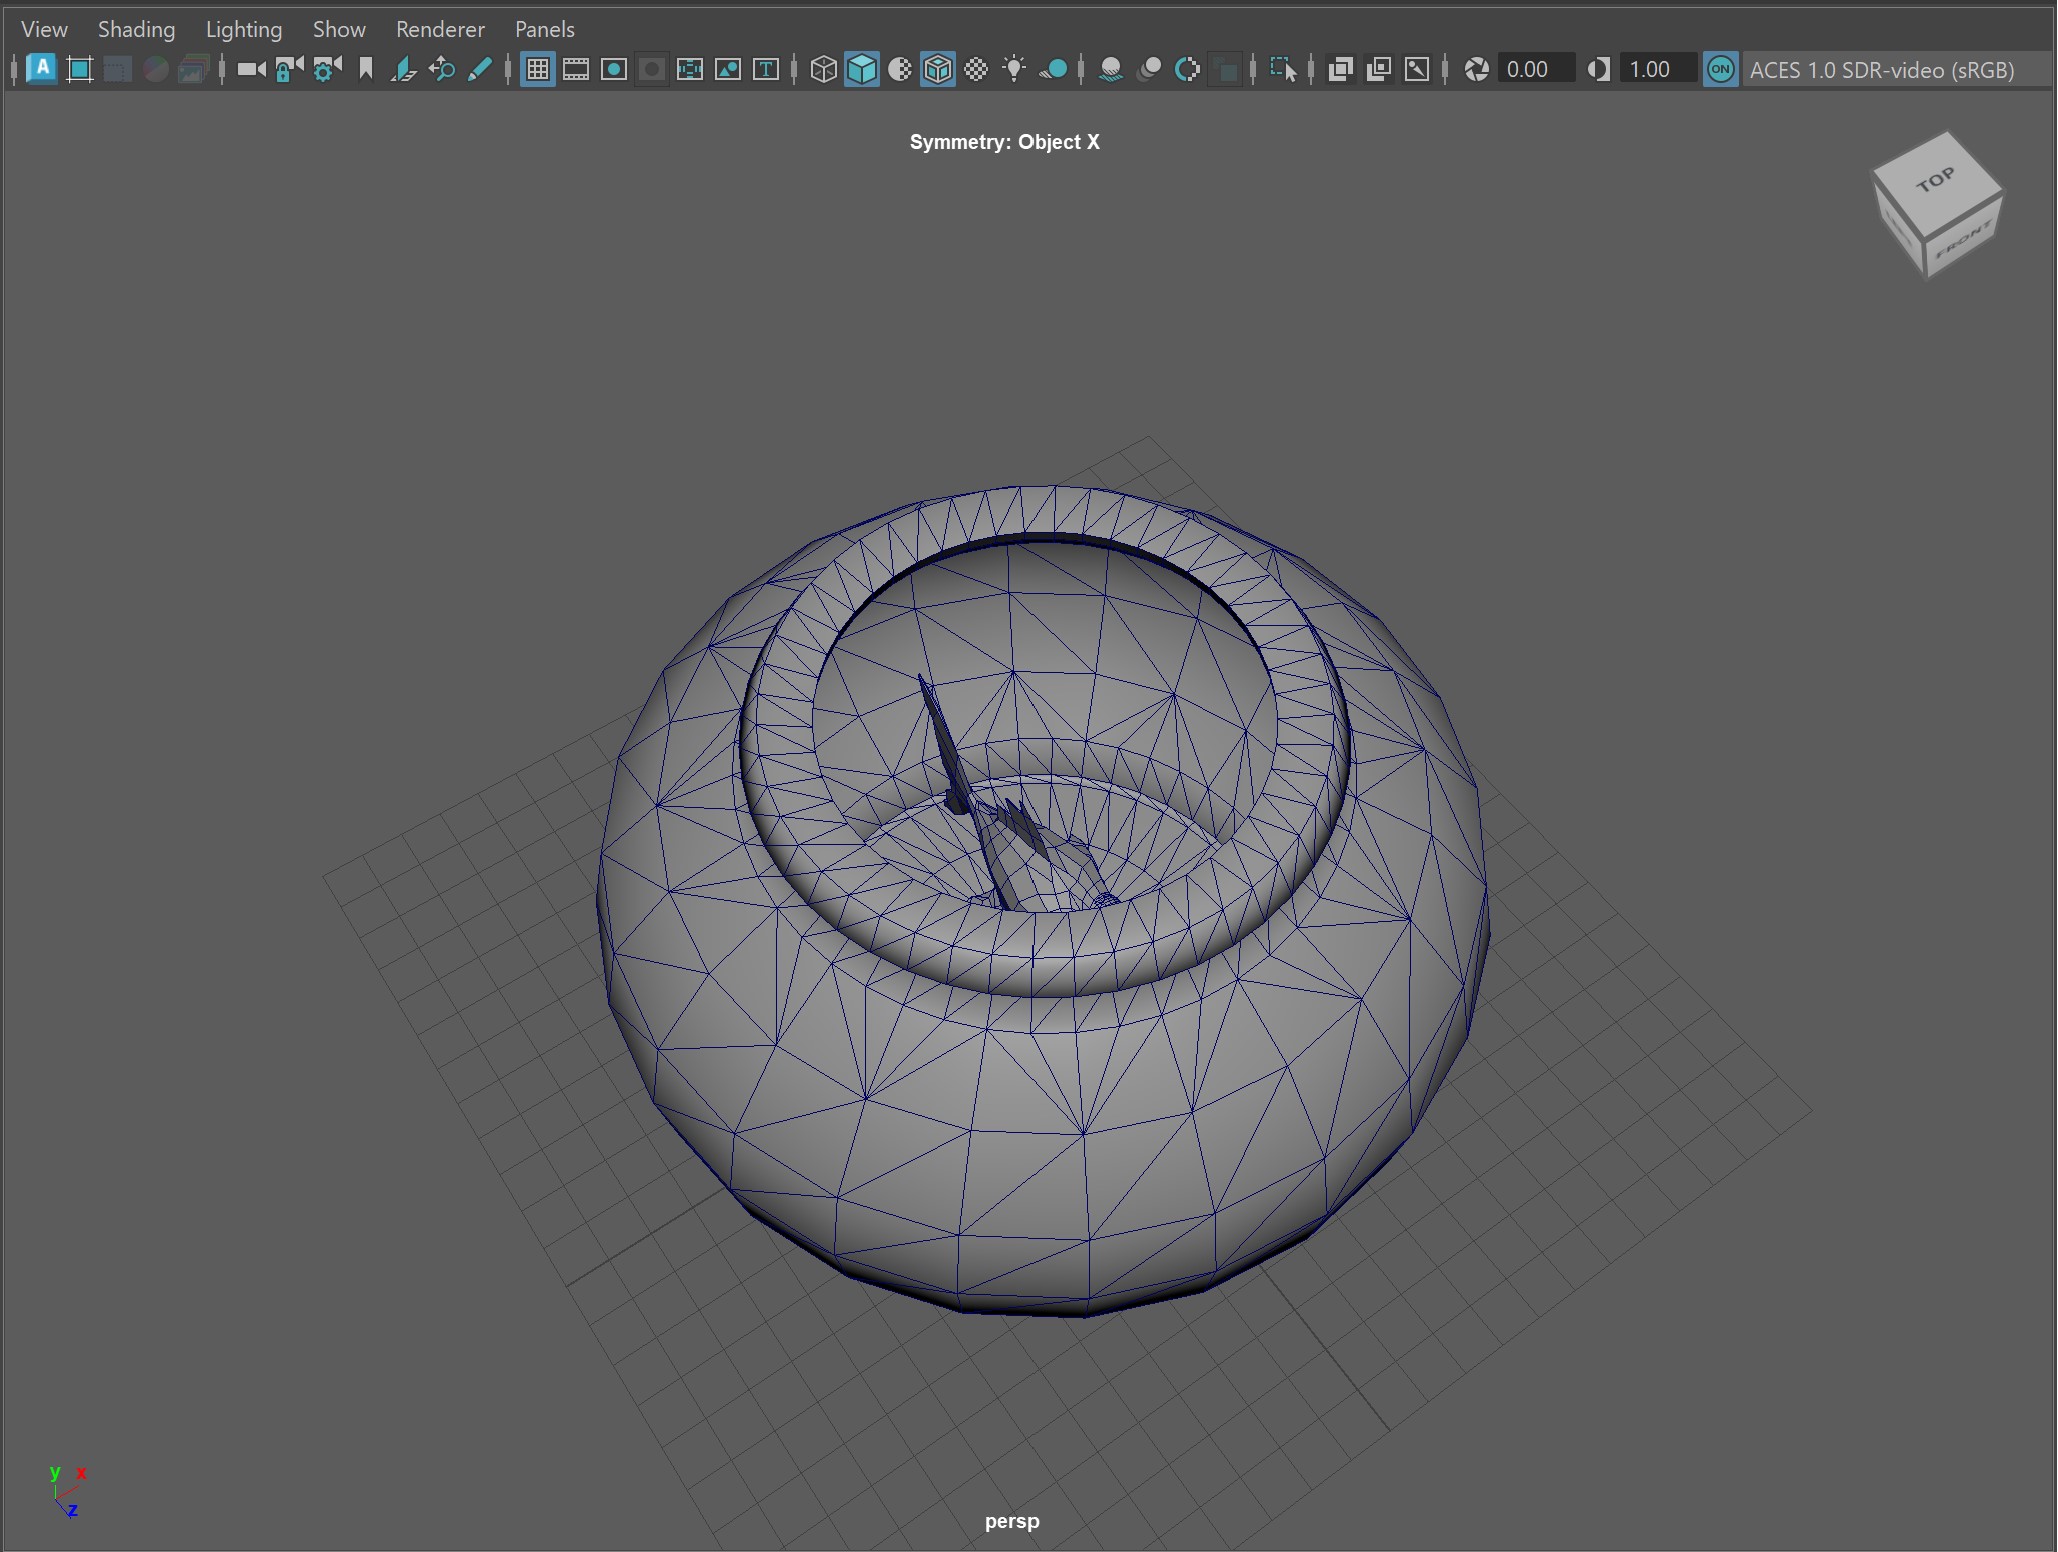 View Shading Lighting Show Renderer Panels
A T 0.00 1.00 ON ACES 1.0 SDR-video (sRGB)
Symmetry: Object X
TOP
FRONT
y x
z
persp